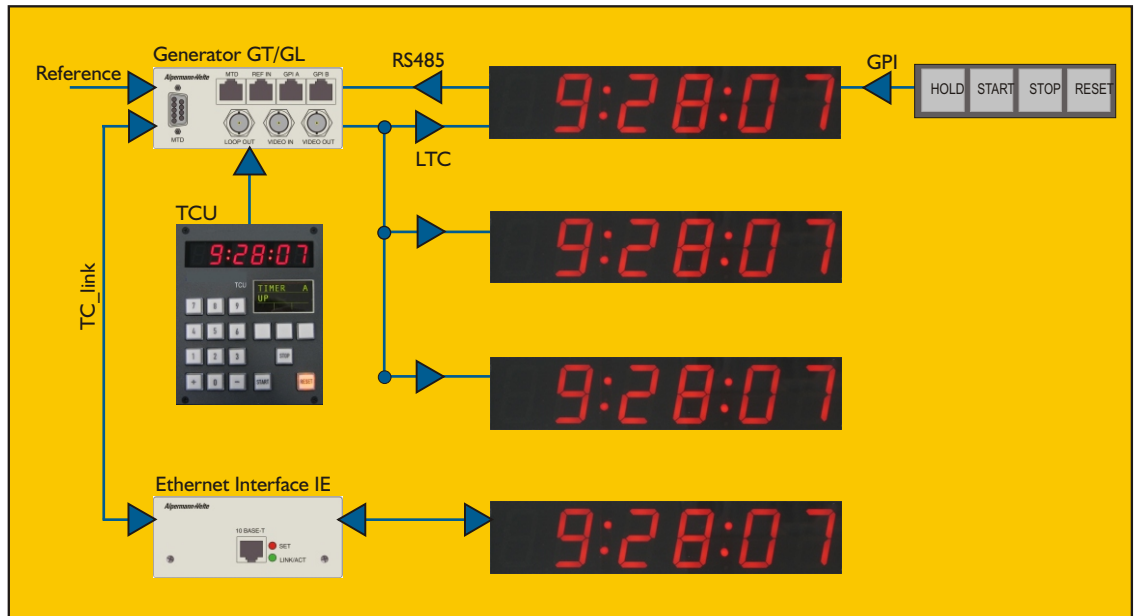 Generator GT/GL
Reference
RS485
GPI
Alpermann+Velte
MTD
REF IN
GPI A
GPI B
9:28:07
HOLD
START
STOP
RESET
MTD
LOOP OUT
VIDEO IN
VIDEO OUT
LTC
TCU
9:28:07
9:28:07
TCU
TIMER A
UP
7 8 9
4 5 6
1 2 3
STOP
+ 0 -
START
RESET
TC_link
9:28:07
Ethernet Interface IE
Alpermann+Velte
10 BASE-T
SET
LINK/ACT
9:28:07